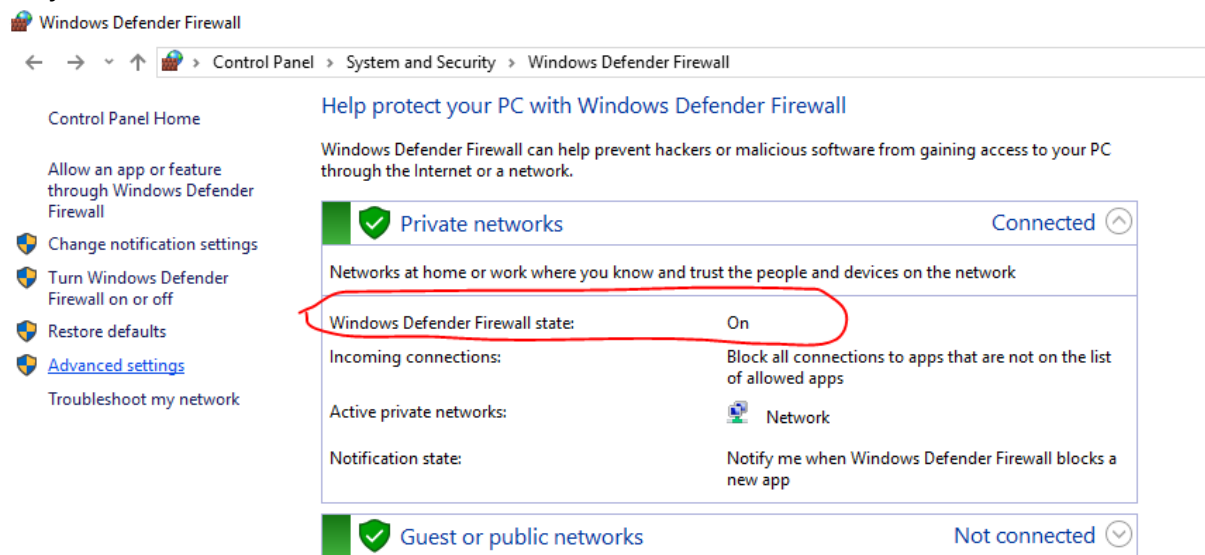 Windows Defender Firewall
Control Panel > System and Security > Windows Defender Firewall
Control Panel Home
Allow an app or feature
through Windows Defender
Firewall
Change notification settings
Turn Windows Defender
Firewall on or off
Restore defaults
Advanced settings
Troubleshoot my network
Help protect your PC with Windows Defender Firewall
Windows Defender Firewall can help prevent hackers or malicious software from gaining access to your PC
through the Internet or a network.
Private networks Connected
Networks at home or work where you know and trust the people and devices on the network
Windows Defender Firewall state: On
Incoming connections: Block all connections to apps that are not on the list
of allowed apps
Active private networks: Network
Notification state: Notify me when Windows Defender Firewall blocks a
new app
Guest or public networks Not connected